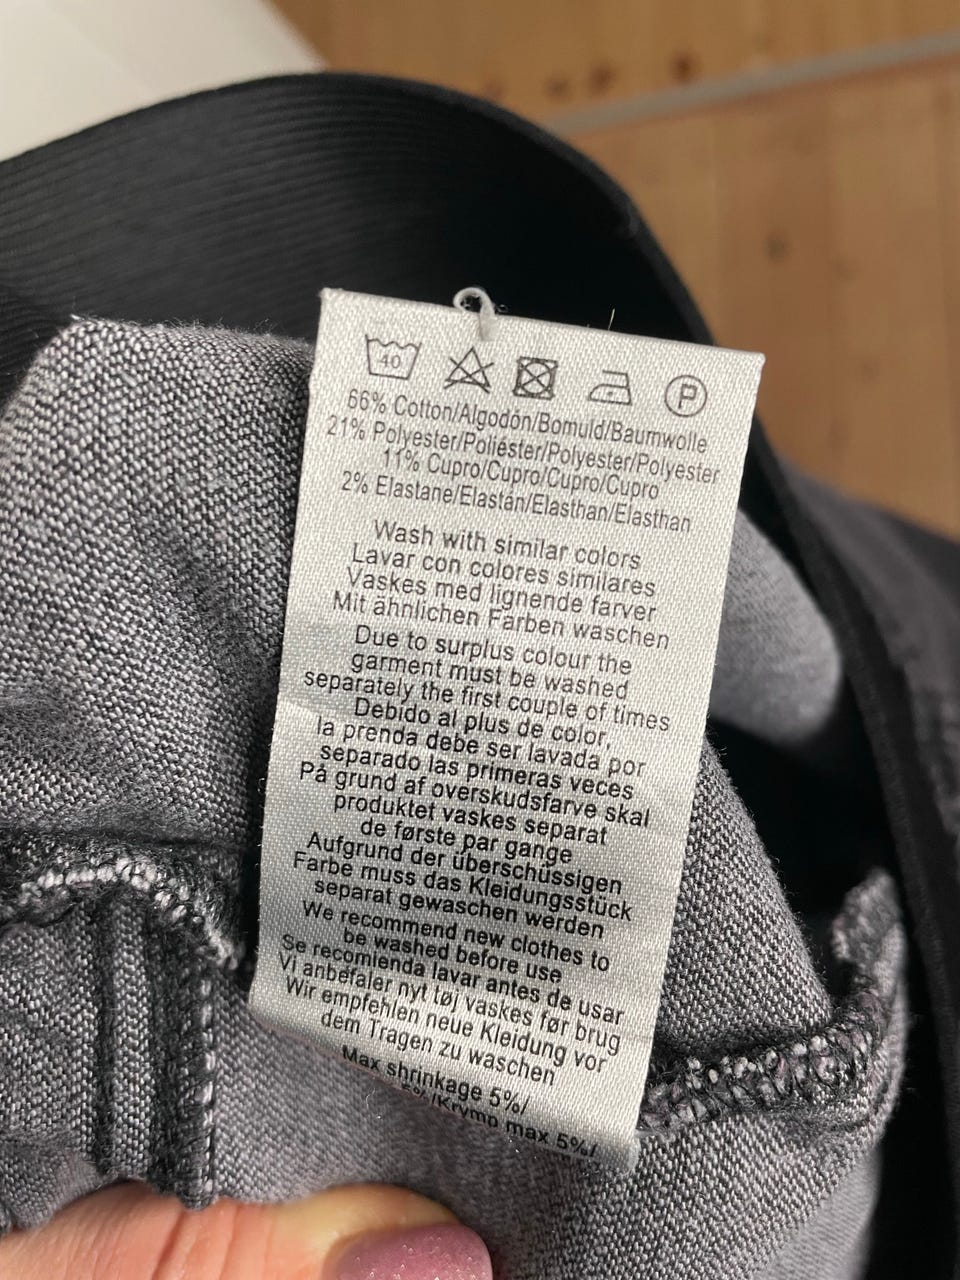 40
P
66% Cotton/Algodón/Bomuld/Baumwolle
21% Polyester/Poliéster/Polyester/Polyester
11% Cupro/Cupro/Cupro/Cupro
2% Elastane/Elastán/Elasthan/Elasthan
Wash with similar colors
Lavar con colores similares
Vaskes med lignende farver
Mit ähnlichen Farben waschen
Due to surplus colour the
garment must be washed
separately the first couple of times
Debido al plus de color,
la prenda debe ser lavada por
separado las primeras veces
På grund af overskudsfarve skal
produktet vaskes separat
de første par gange
Aufgrund der überschüssigen
Farbe muss das Kleidungsstück
separat gewaschen werden
We recommend new clothes to
be washed before use
Se recomienda lavar antes de usar
Vi anbefaler nyt tøj vaskes før brug
Wir empfehlen neue Kleidung vor
dem Tragen zu waschen
Max shrinkage 5%/
5%/Krymp max 5%/